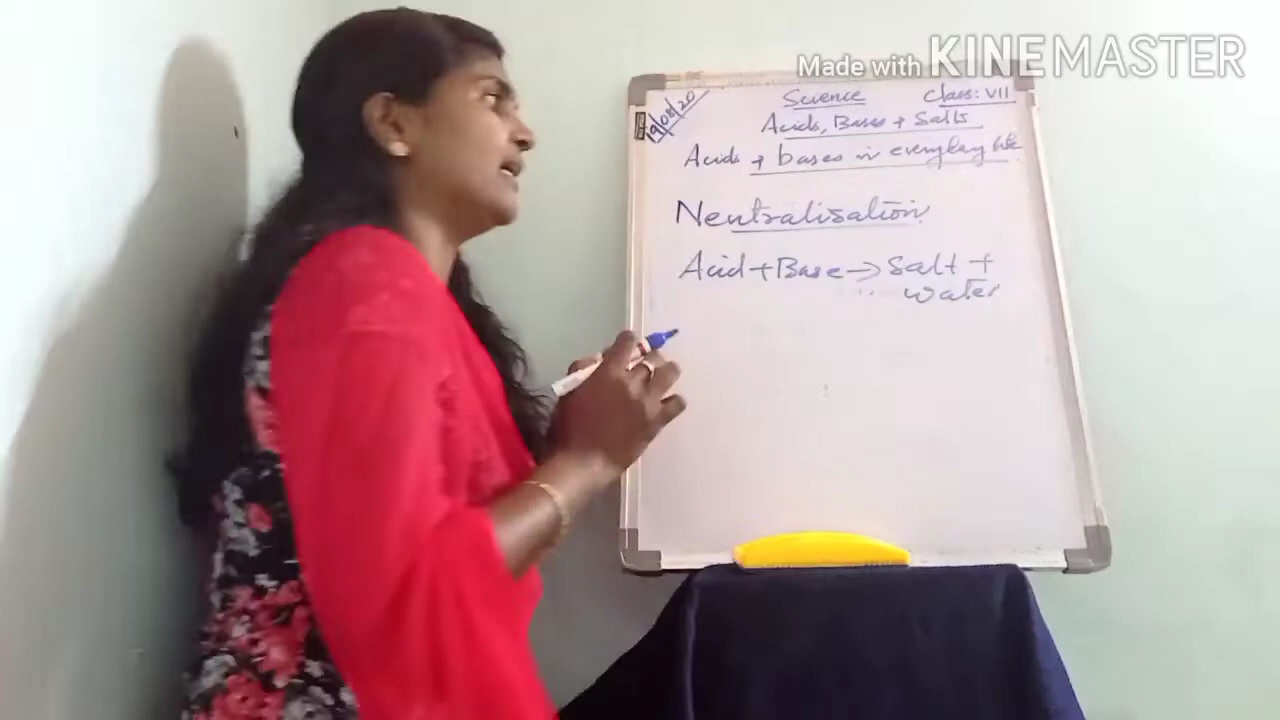 Made with KINEMASTER
19/08/20
Science Class: VII
Acids, Bases + Salts
Acids + bases in everyday life
Neutralisation
Acid + Base → Salt +
water